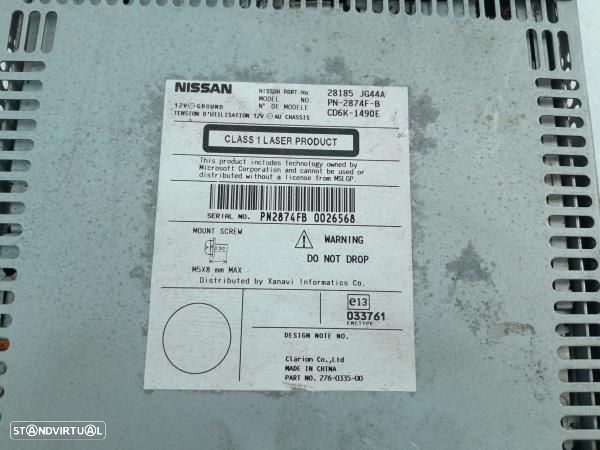 NISSAN
NISSAN PART No. 28185 JG44A
MODEL NO. PN-2874F-B
12V ⊖ GROUND N° DE MODELE CD6K-1490E
TENSION D'UTILISATION 12V ⊖ AU CHASSIS
CLASS 1 LASER PRODUCT
This product includes technology owned by
Microsoft Corporation and cannot be used or
distributed without a license from MSLGP.
SERIAL NO. PN2874FB 0026568
MOUNT SCREW
WARNING
DO NOT DROP
M5X8 mm MAX
Distributed by Xanavi Informatics Co.
e13
033761
EMCTYPE
DESIGN NOTE NO.
Clarion Co.,Ltd
MADE IN CHINA
PART NO. 276-0335-00
STANDVIRTUAL